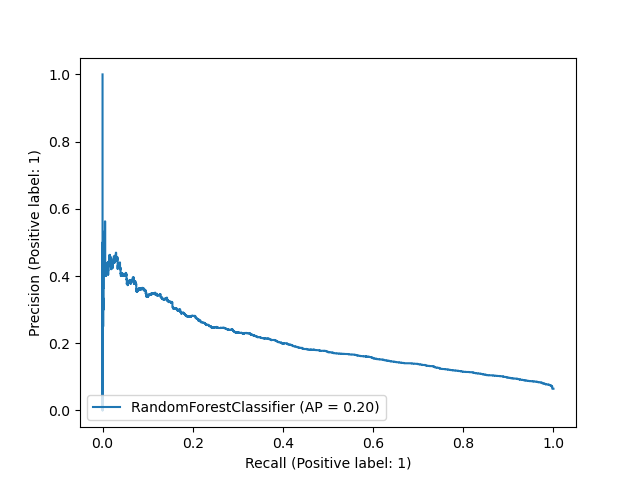 1.0
0.8
0.6
0.4
0.2
0.0
Precision (Positive label: 1)
RandomForestClassifier (AP = 0.20)
0.0 0.2 0.4 0.6 0.8 1.0
Recall (Positive label: 1)